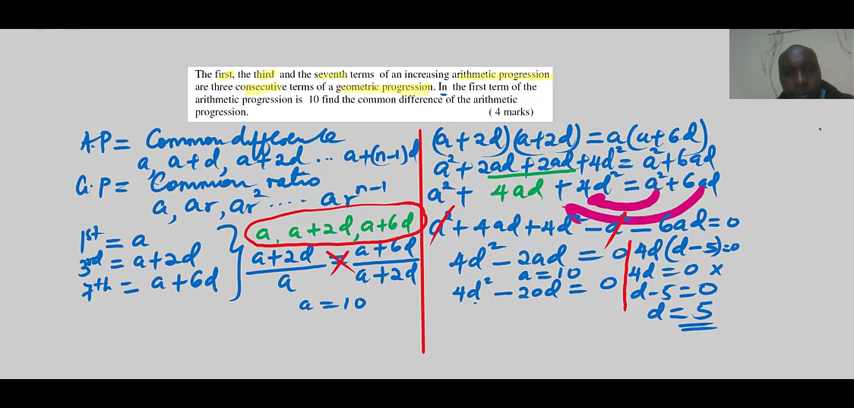 The first, the third and the seventh terms of an increasing arithmetic progression
are three consecutive terms of a geometric progression. In the first term of the
arithmetic progression is 10 find the common difference of the arithmetic
progression. ( 4 marks)
A.P = Common difference
a, a+d, a+2d ... a+(n-1)d
G.P = Common ratio
a, ar, ar² .... arⁿ⁻¹
1st = a
3rd = a+2d
7th = a+6d
a, a+2d, a+6d
(a+2d)/a = (a+6d)/(a+2d)
a = 10
(a+2d)(a+2d) = a(a+6d)
a² + 2ad + 2ad + 4d² = a² + 6ad
a² + 4ad + 4d² = a² + 6ad
a² + 4ad + 4d² - a² - 6ad = 0
4d² - 2ad = 0
a = 10
4d² - 20d = 0
4d(d-5) = 0
4d = 0 ×
d - 5 = 0
d = 5